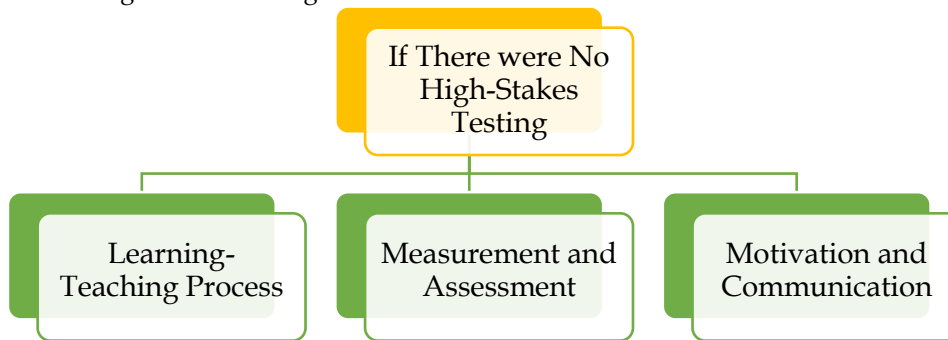 If There were No
High-Stakes
Testing
Learning-
Teaching Process
Measurement and
Assessment
Motivation and
Communication